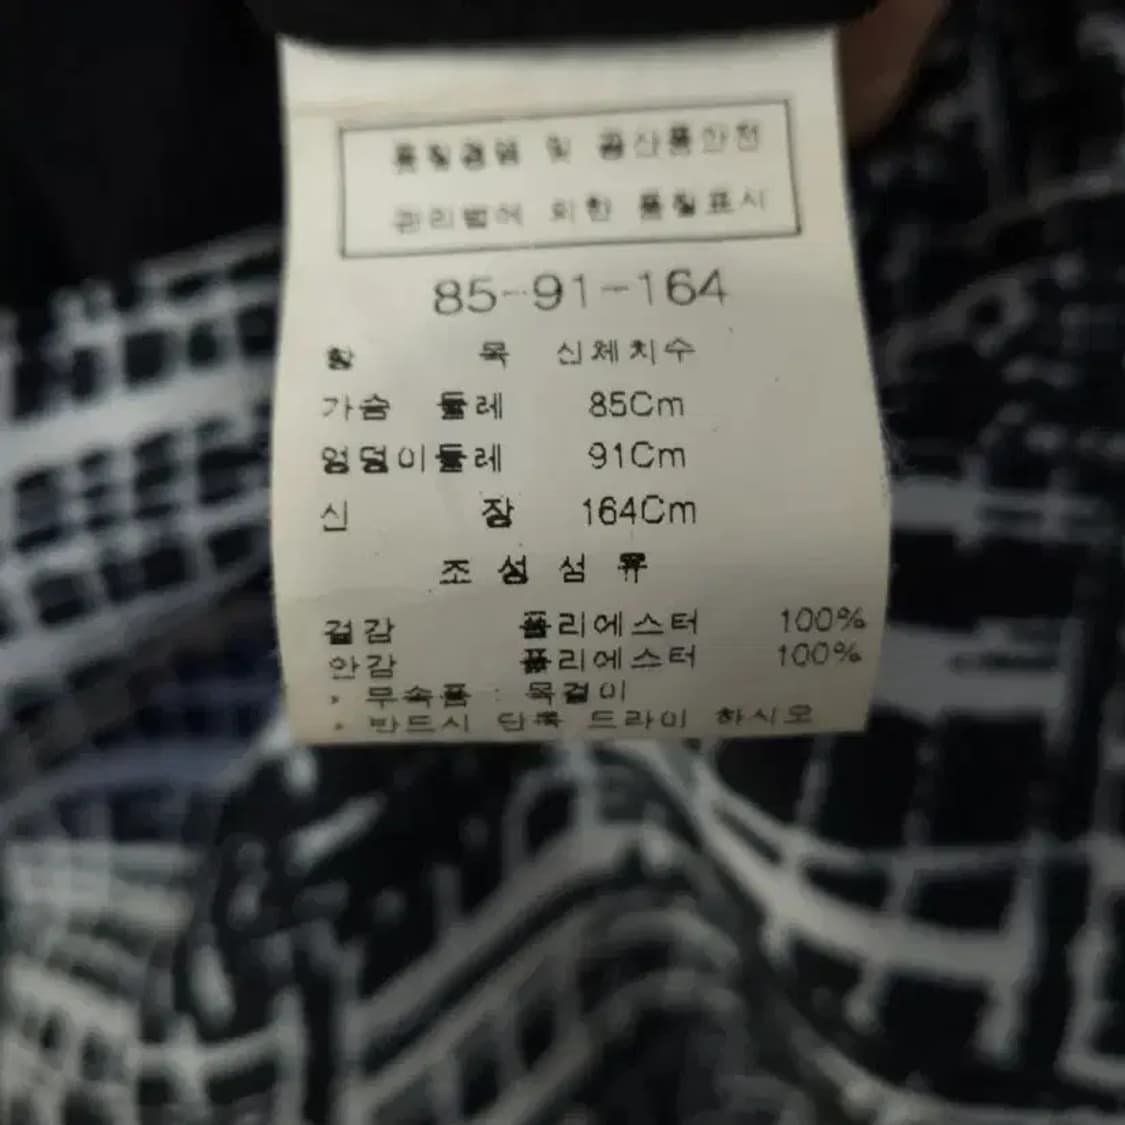 품질경영 및 공산품안전
관리법에 의한 품질표시
85-91-164
항 목 신체치수
가슴 둘레 85Cm
엉덩이둘레 91Cm
신 장 164Cm
조 성 섬 유
겉감 폴리에스터 100%
안감 폴리에스터 100%
· 부속품 : 목걸이
· 반드시 단독 드라이 하시오